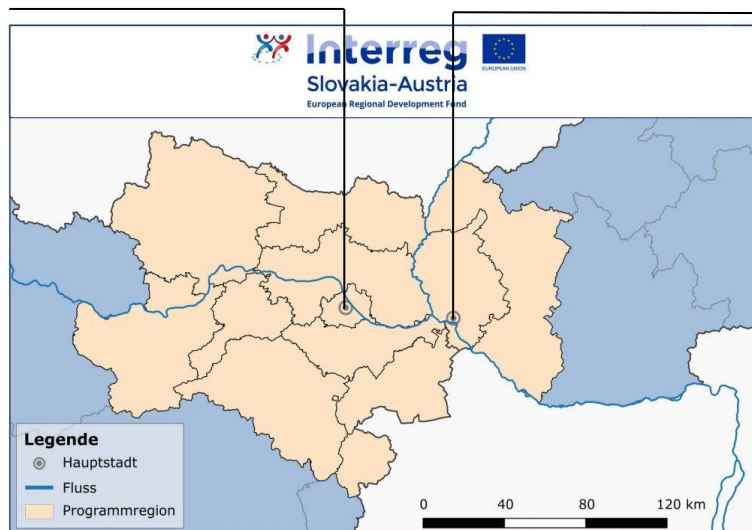 Interreg
EUROPEAN UNION
Slovakia-Austria
European Regional Development Fund
Legende
Hauptstadt
Fluss
Programmregion
0 40 80 120 km